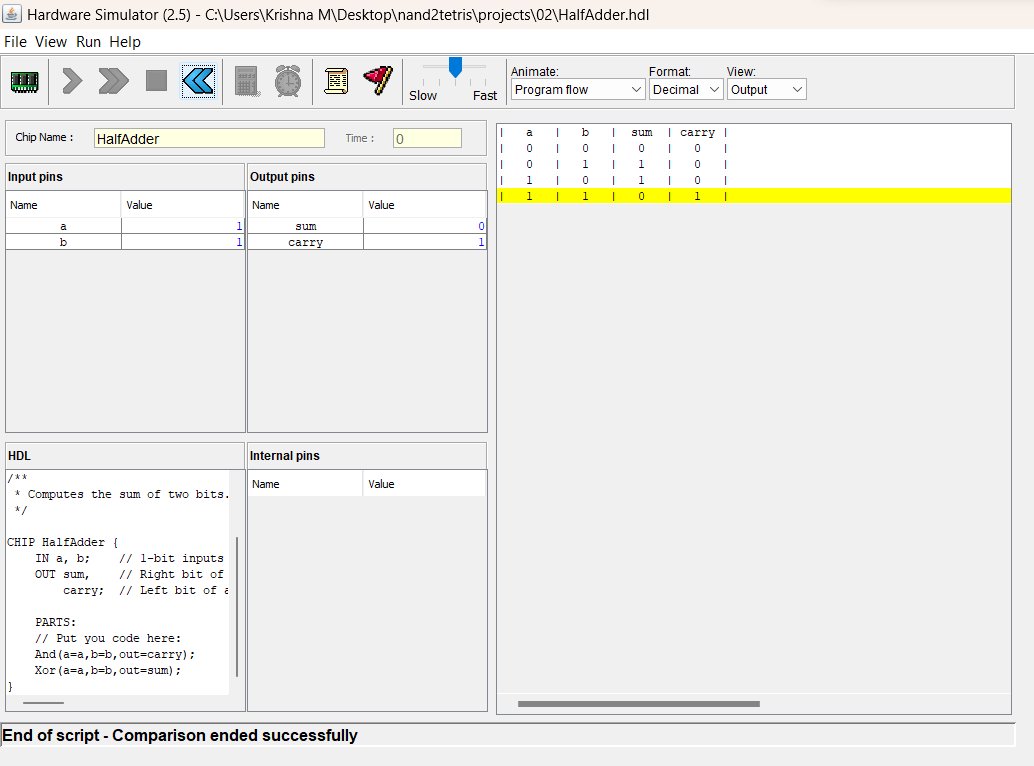 Hardware Simulator (2.5) - C:\Users\Krishna M\Desktop\nand2tetris\projects\02\HalfAdder.hdl
File View Run Help
Slow Fast
Animate: Format: View:
Program flow Decimal Output
Chip Name : HalfAdder Time : 0
Input pins Output pins
Name Value Name Value
a 1 sum 0
b 1 carry 1
| a | b | sum | carry |
| 0 | 0 | 0 | 0 |
| 0 | 1 | 1 | 0 |
| 1 | 0 | 1 | 0 |
| 1 | 1 | 0 | 1 |
HDL
/**
* Computes the sum of two bits.
*/
CHIP HalfAdder {
IN a, b; // 1-bit inputs
OUT sum, // Right bit of
carry; // Left bit of a
PARTS:
// Put you code here:
And(a=a,b=b,out=carry);
Xor(a=a,b=b,out=sum);
}
Internal pins
Name Value
End of script - Comparison ended successfully